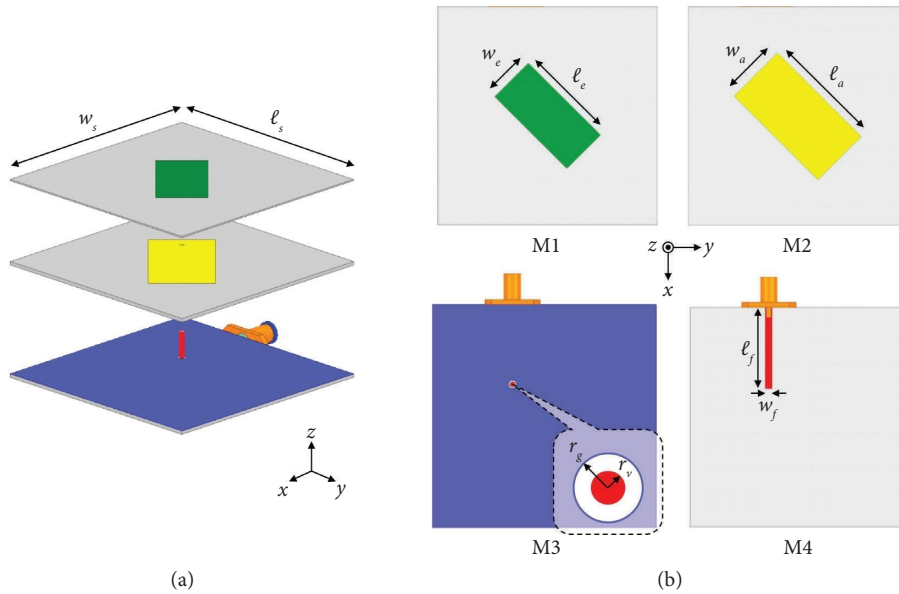 w_s
ℓ_s
z
x
y
(a)
w_e
ℓ_e
M1
w_a
ℓ_a
M2
z
y
x
r_g
r_v
M3
ℓ_f
w_f
M4
(b)